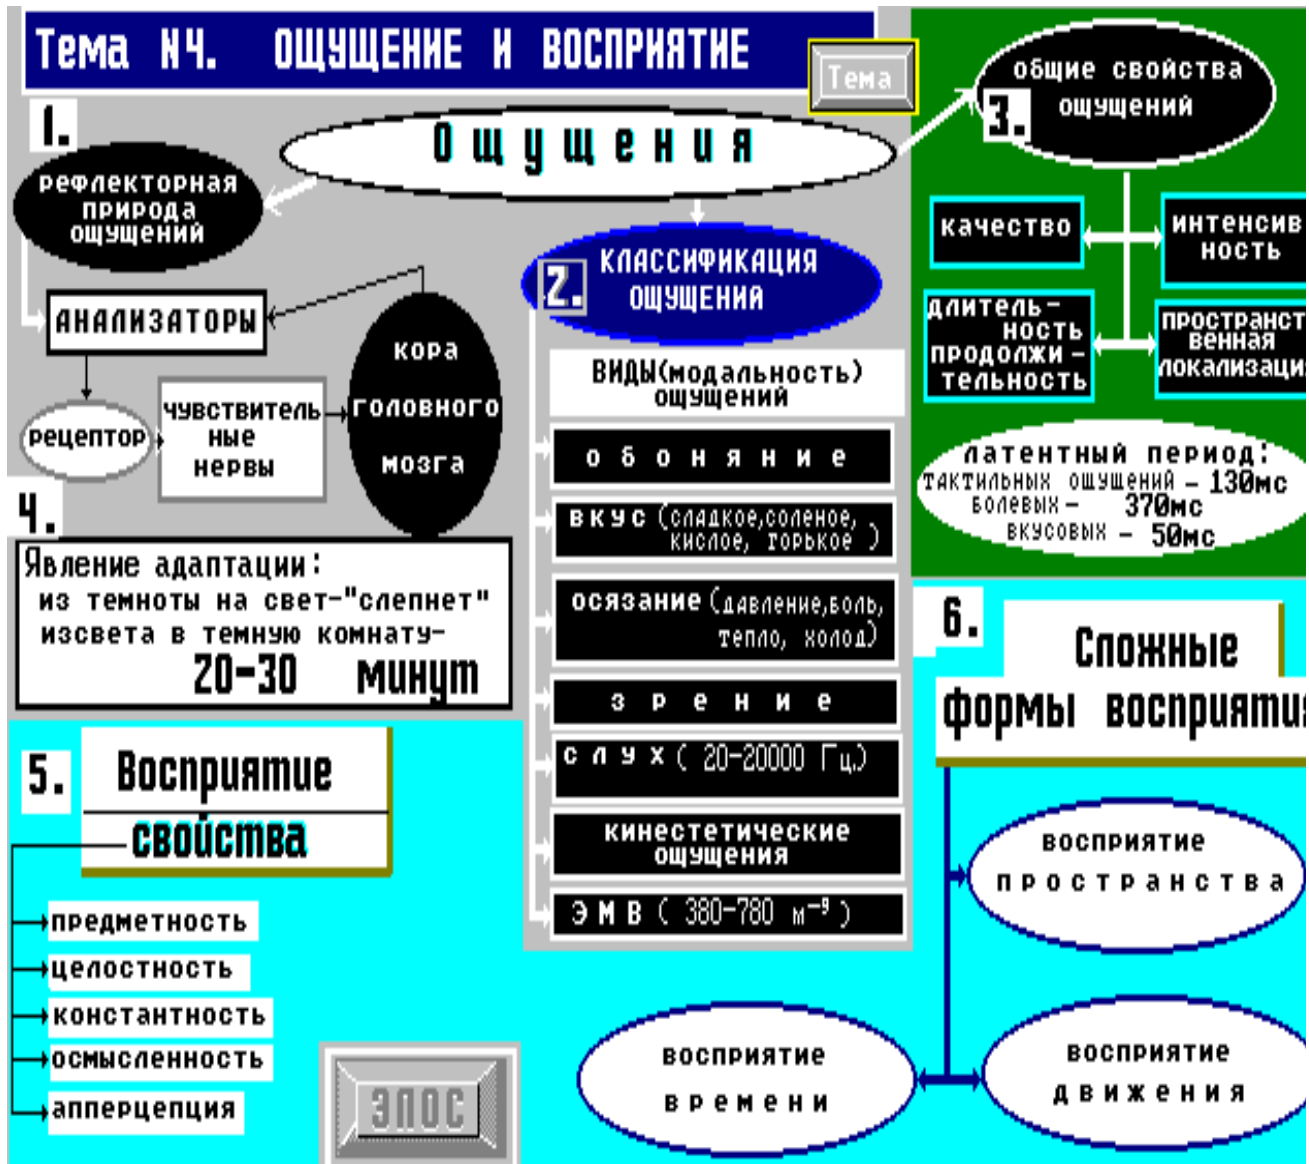 Тема N4. ОЩУЩЕНИЕ И ВОСПРИЯТИЕ
Тема
Ощущения
1.
РЕФЛЕКТОРНАЯ
ПРИРОДА
ОЩУЩЕНИЙ
АНАЛИЗАТОРЫ
РЕЦЕПТОР
ЧУВСТВИТЕЛЬ
НЫЕ
НЕРВЫ
КОРА
ГОЛОВНОГО
МОЗГА
2.
КЛАССИФИКАЦИЯ
ОЩУЩЕНИЙ
ВИДЫ(модальность)
ощущений
обоняние
ВКУС (СЛАДКОЕ,СОЛЕНОЕ,
КИСЛОЕ, ГОРЬКОЕ )
ОСЯЗАНИЕ (ДАВЛЕНИЕ,БОЛЬ,
ТЕПЛО, ХОЛОД)
зрение
СЛУХ ( 20-20000 Гц.)
КИНЕСТЕТИЧЕСКИЕ
ОЩУЩЕНИЯ
ЭМВ ( 380-780 м⁻⁹ )
3.
ОБЩИЕ СВОЙСТВА
ОЩУЩЕНИЙ
КАЧЕСТВО
ИНТЕНСИВ
НОСТЬ
ДЛИТЕЛЬ-
НОСТЬ
ПРОДОЛЖИ-
ТЕЛЬНОСТЬ
ПРОСТРАНСТ
ВЕННАЯ
ЛОКАЛИЗАЦИЯ
ЛАТЕНТНЫЙ ПЕРИОД:
ТАКТИЛЬНЫХ ОЩУЩЕНИЙ - 130мс
БОЛЕВЫХ - 370мс
ВКУСОВЫХ - 50мс
4.
Явление адаптации:
из темноты на свет-"слепнет"
изсвета в темную комнату-
20-30 минут
5.
Восприятие
свойства
ПРЕДМЕТНОСТЬ
ЦЕЛОСТНОСТЬ
КОНСТАНТНОСТЬ
ОСМЫСЛЕННОСТЬ
АППЕРЦЕПЦИЯ
ЭПОС
6.
Сложные
формы восприятия
ВОСПРИЯТИЕ
ПРОСТРАНСТВА
ВОСПРИЯТИЕ
ВРЕМЕНИ
ВОСПРИЯТИЕ
ДВИЖЕНИЯ